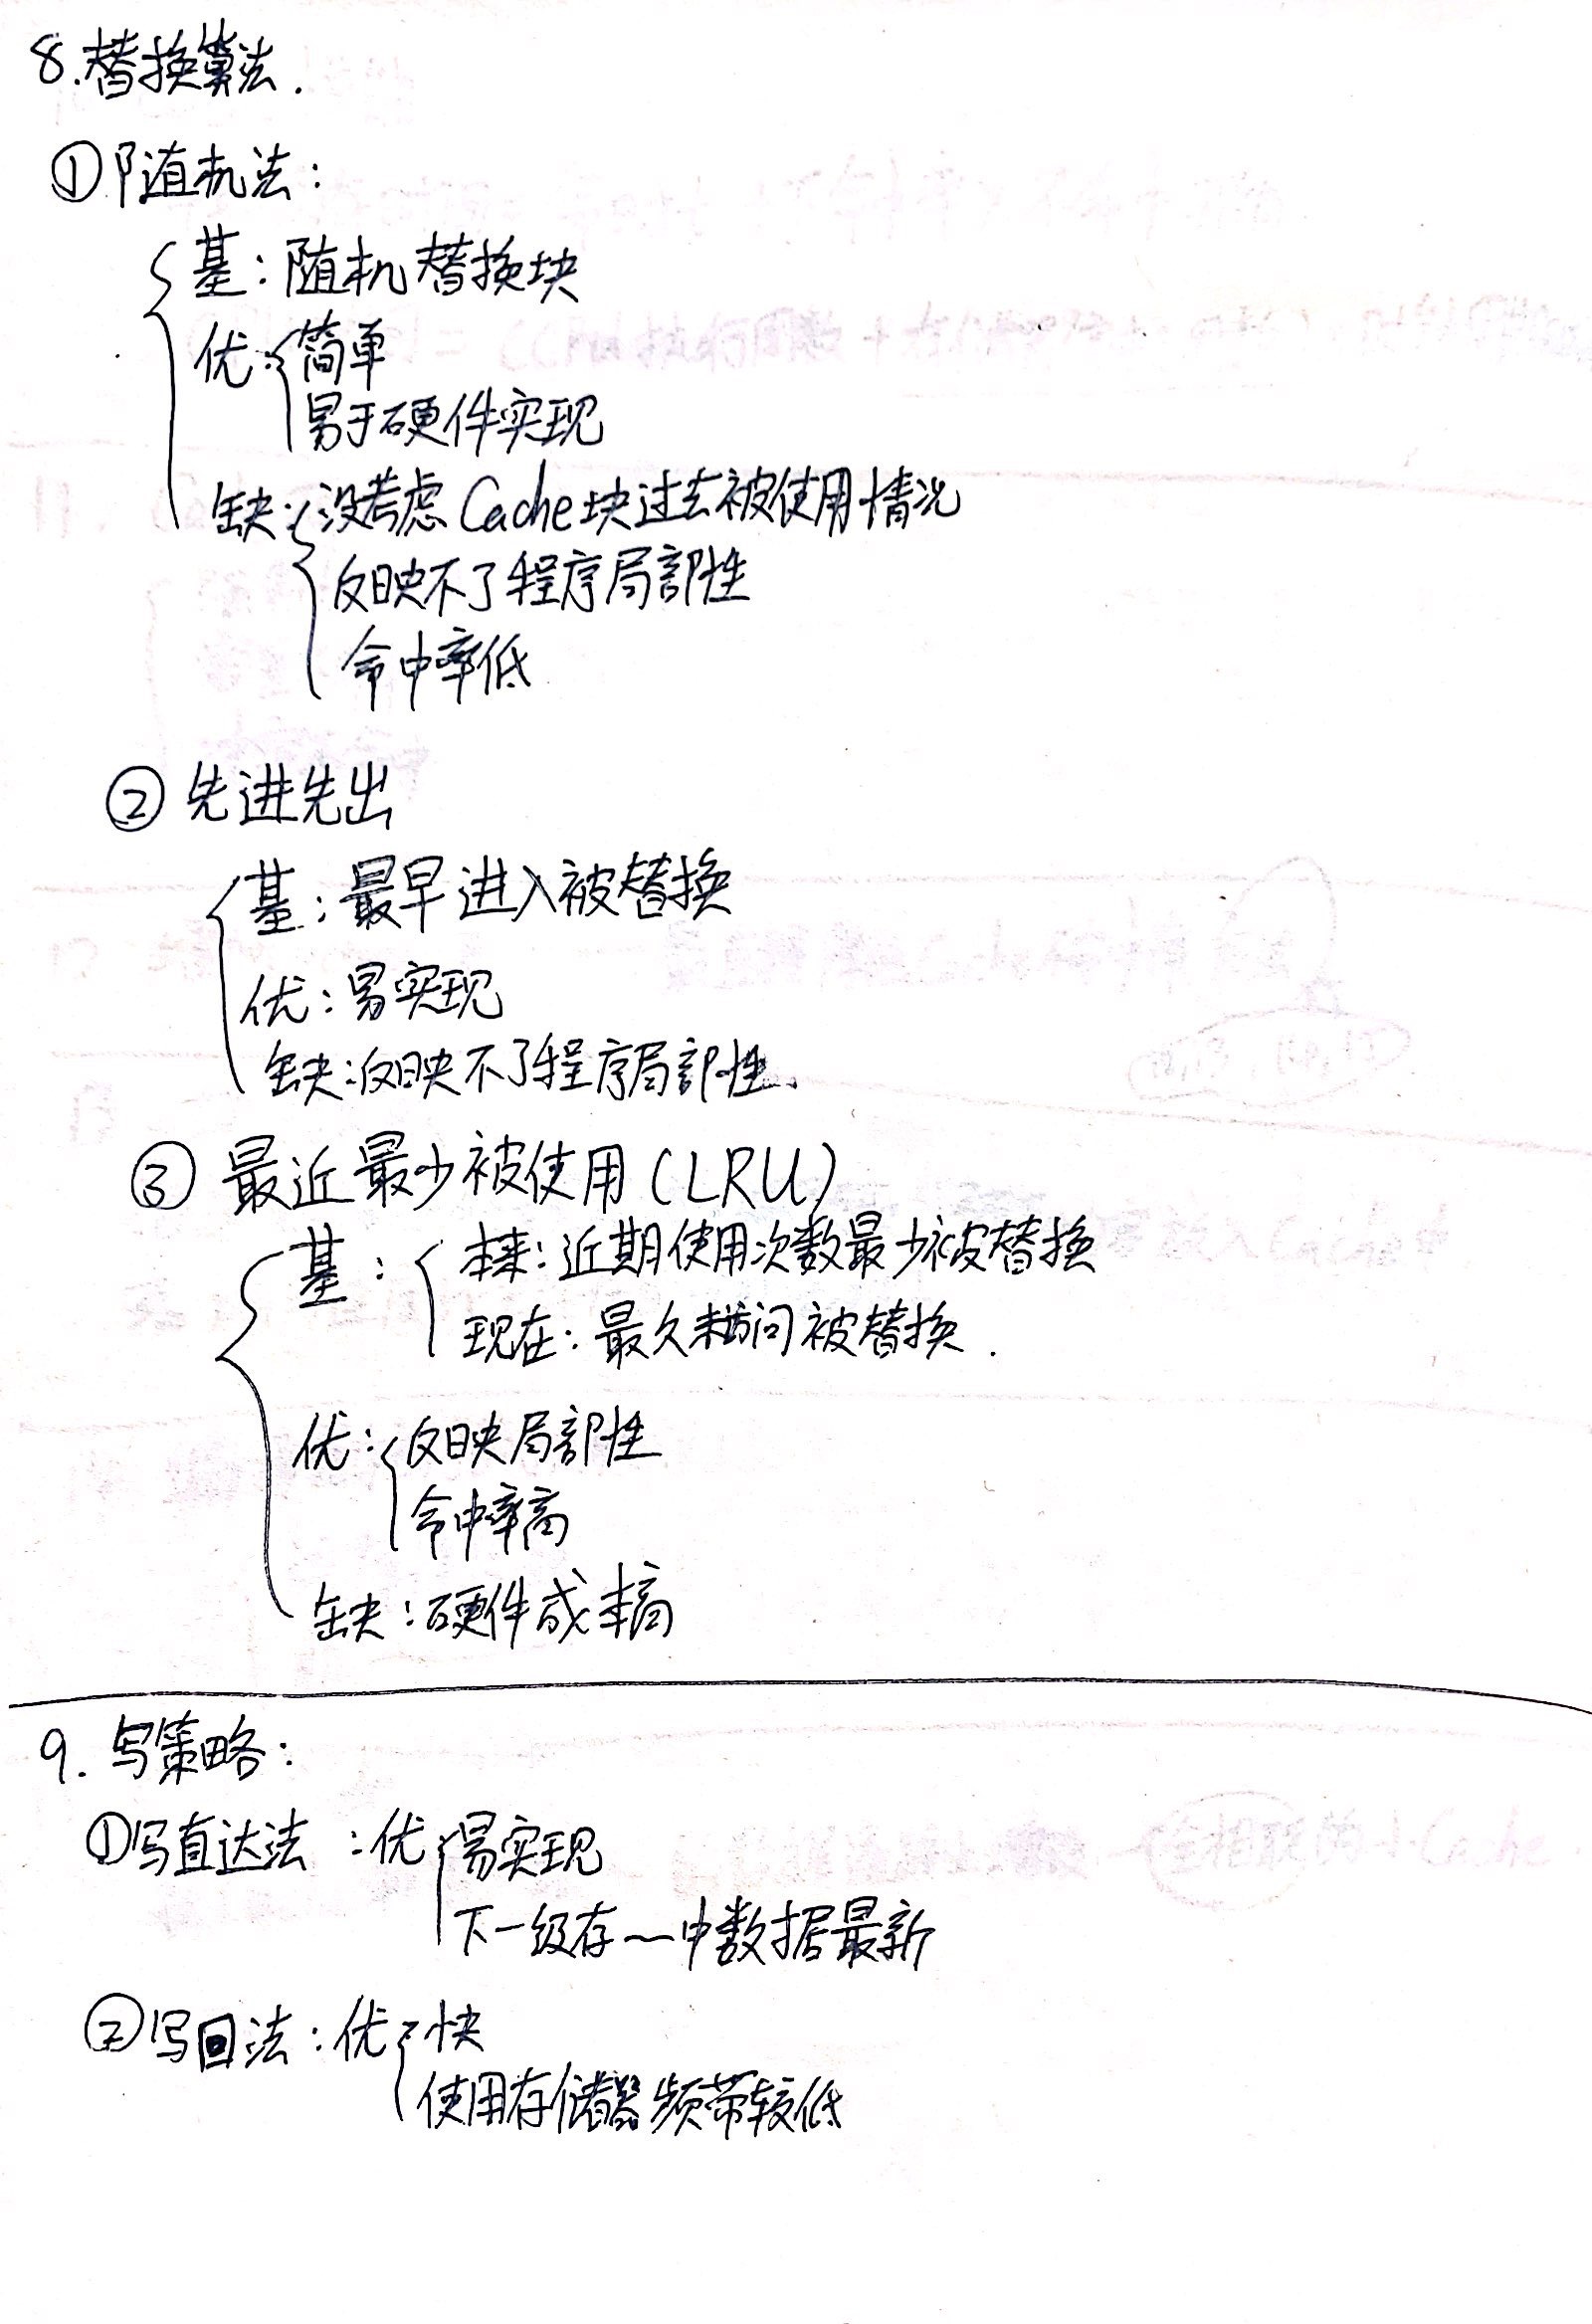 8.替换算法.
①随机法:
基:随机替换块
优:简单
易于硬件实现
缺:没考虑Cache块过去被使用情况
反映不了程序局部性
命中率低
②先进先出
基:最早进入被替换
优:易实现
缺:反映不了程序局部性.
③最近最少被使用(LRU)
基:本来:近期使用次数最少被替换
现在:最久未访问被替换.
优:反映局部性
命中率高
缺:硬件成本高
9.写策略:
①写直达法:优易实现
下一级存~中数据最新
②写回法:优快
使用存储器频带较低